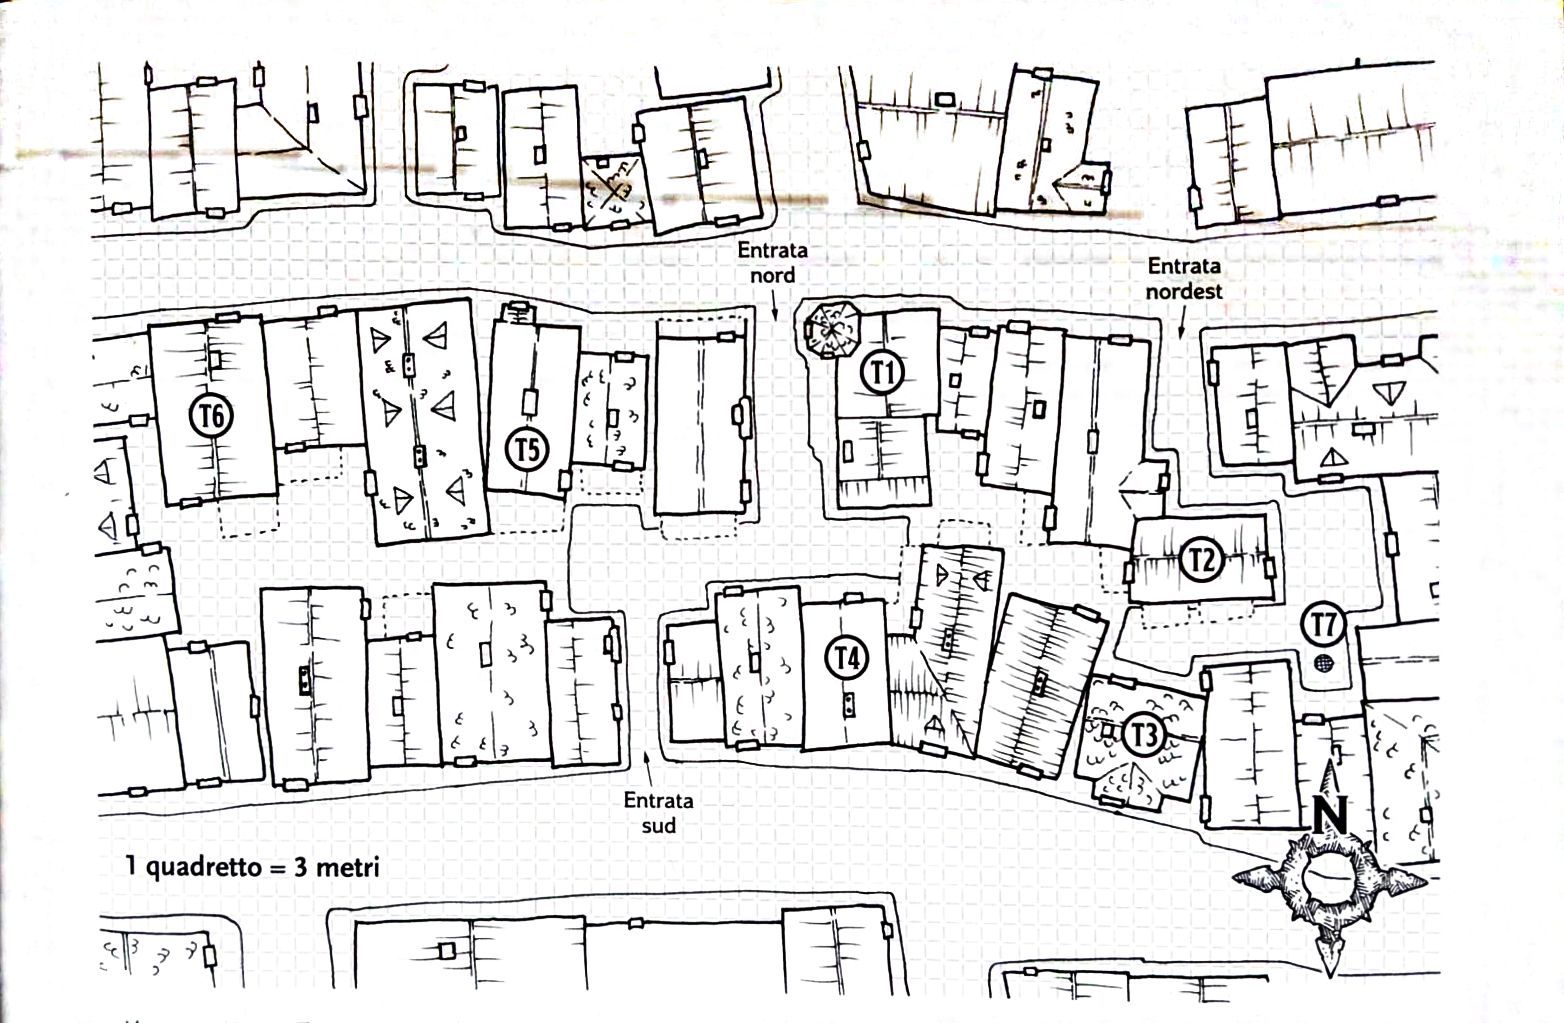 Entrata
nord
Entrata
nordest
T1
T6
T5
T2
T7
T4
T3
Entrata
sud
N
1 quadretto = 3 metri